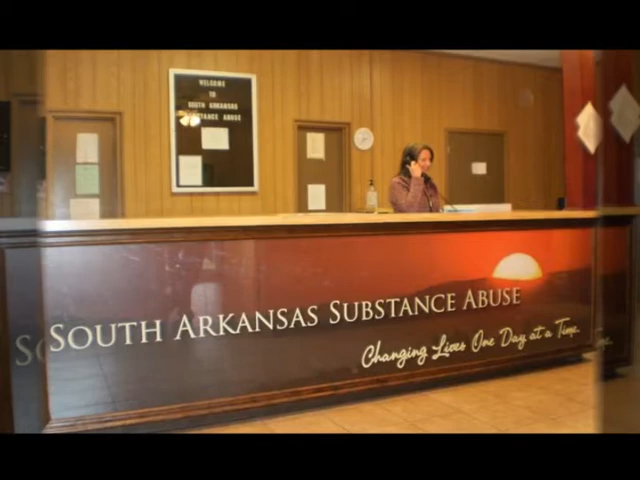 WELCOME
TO
SOUTH ARKANSAS
SUBSTANCE ABUSE
SOUTH ARKANSAS SUBSTANCE ABUSE
Changing Lives One Day at a Time.